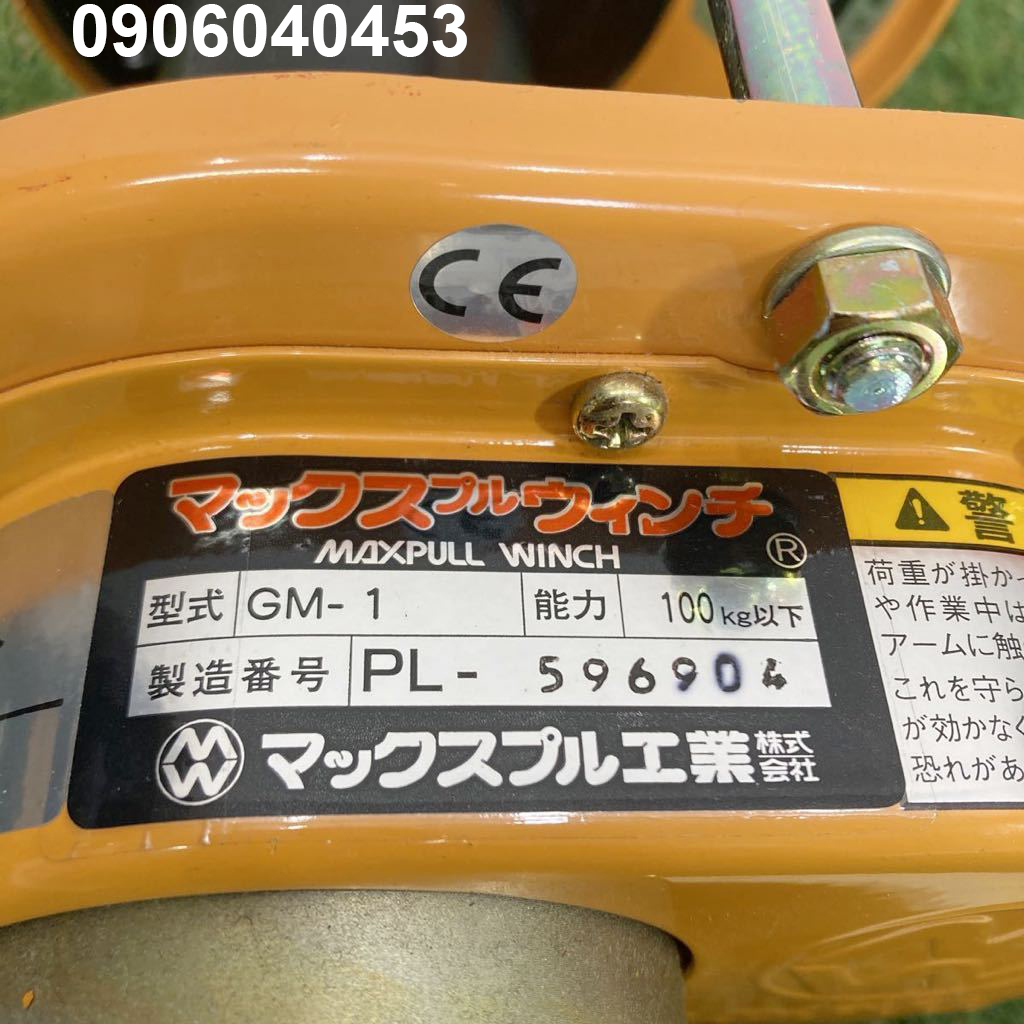 0906040453
CE
マックスプルウィンチ
MAXPULL WINCH ®
型式 GM-1 能力 100kg以下
製造番号 PL-596904
MW マックスプル工業株式会社
警
荷重が掛か
や作業中は
アームに触
これを守ら
が効かなく
恐れがあ